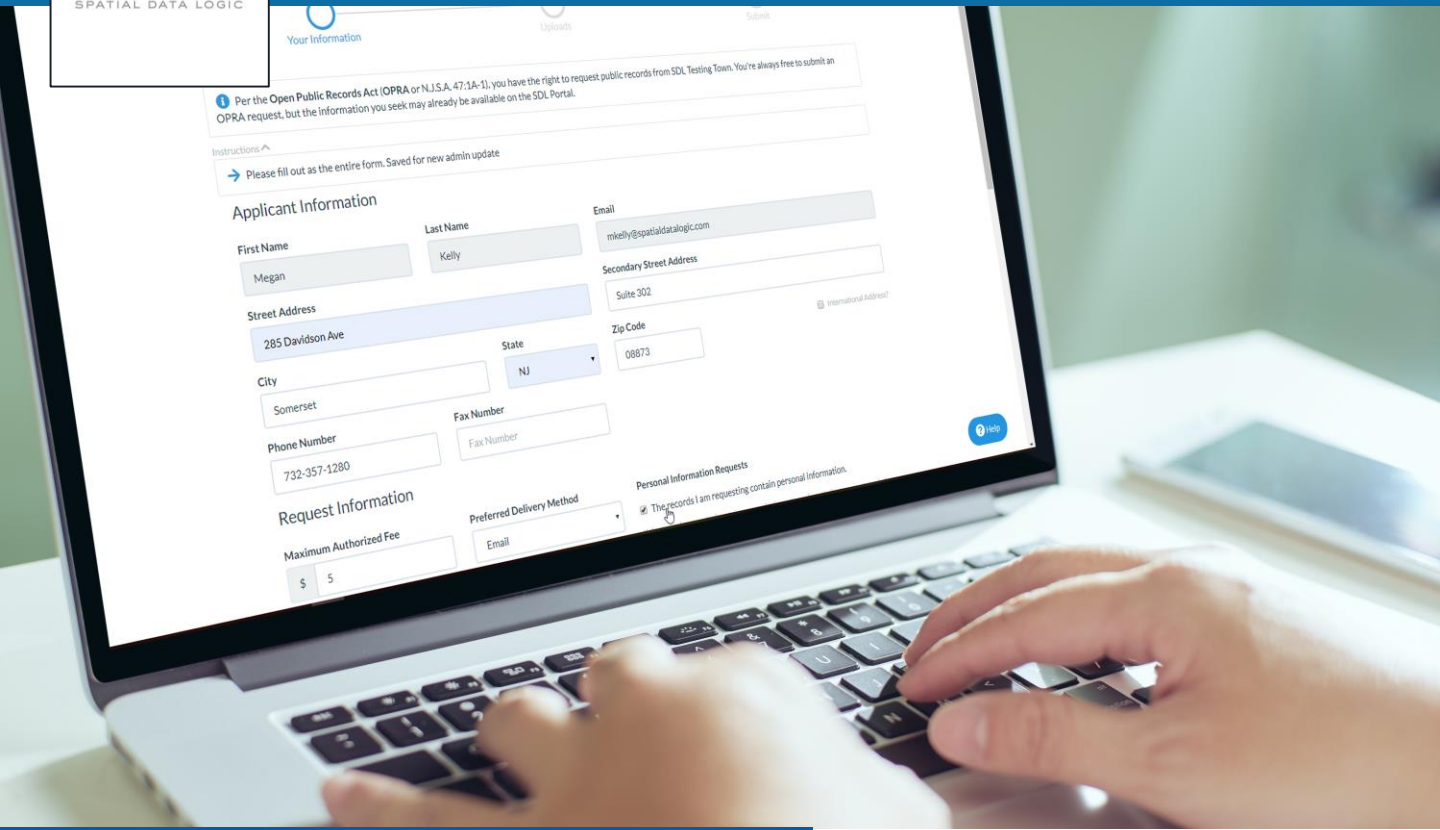 SPATIAL DATA LOGIC
Your Information
Uploads
Submit
Per the Open Public Records Act (OPRA or N.J.S.A. 47:1A-1), you have the right to request public records from SDL Testing Town. You're always free to submit an
OPRA request, but the information you seek may already be available on the SDL Portal.
Instructions
Please fill out as the entire form. Saved for new admin update
Applicant Information
First Name
Last Name
Email
Megan
Kelly
mkelly@spatialdatalogic.com
Street Address
Secondary Street Address
285 Davidson Ave
Suite 302
International Address?
City
State
Zip Code
Somerset
NJ
08873
Phone Number
Fax Number
732-357-1280
Fax Number
Help
Request Information
Maximum Authorized Fee
Preferred Delivery Method
Personal Information Requests
$ 5
Email
The records I am requesting contain personal information.